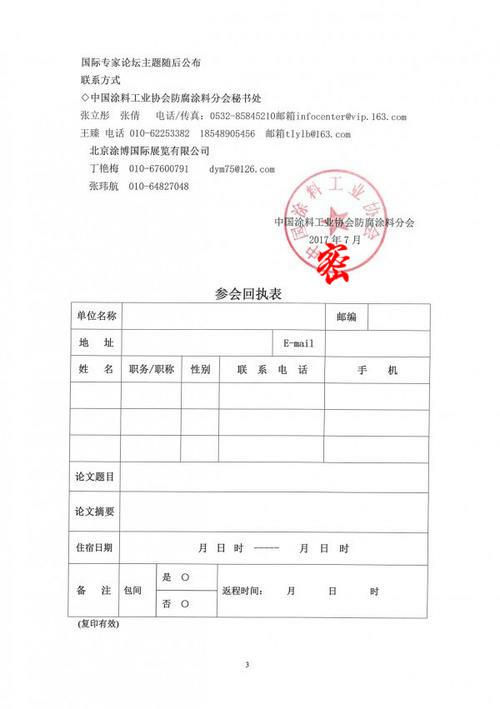 国际专家论坛主题随后公布
联系方式
◇中国涂料工业协会防腐涂料分会秘书处
张立彤 张倩 电话/传真：0532-85845210邮箱infocenter@vip.163.com
王臻 电话 010-62253382 18548905456 邮箱tlylb@163.com
北京涂博国际展览有限公司
丁艳梅 010-67600791 dym75@126.com
张玮航 010-64827048
中国涂料工业协会
中国涂料工业协会防腐涂料分会
2017年7月
密
参会回执表
单位名称 邮编
地 址 E-mail
姓 名 职务/职称 性别 联 系 电 话 手 机
论文题目
论文摘要
住宿日期 月 日 时 ----- 月 日 时
备 注 包间 是 〇 返程时间： 月 日 时
否 〇
(复印有效)
3